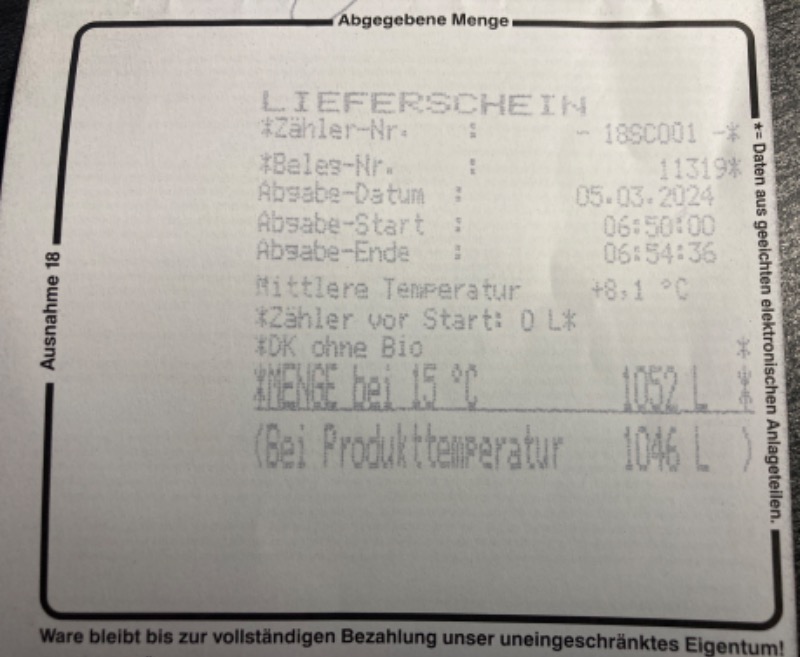 Abgegebene Menge
LIEFERSCHEIN
*Zähler-Nr. : - 18SC001 -*
*Beleg-Nr. : 11319*
Abgabe-Datum : 05.03.2024
Abgabe-Start : 06:50:00
Abgabe-Ende : 06:54:36
Mittlere Temperatur +8,1 °C
*Zähler vor Start: 0 L*
*DK ohne Bio *
*MENGE bei 15 °C 1052 L *
(Bei Produkttemperatur 1046 L )
Ausnahme 18
*= Daten aus geeichten elektronischen Anlageteilen.
Ware bleibt bis zur vollständigen Bezahlung unser uneingeschränktes Eigentum!